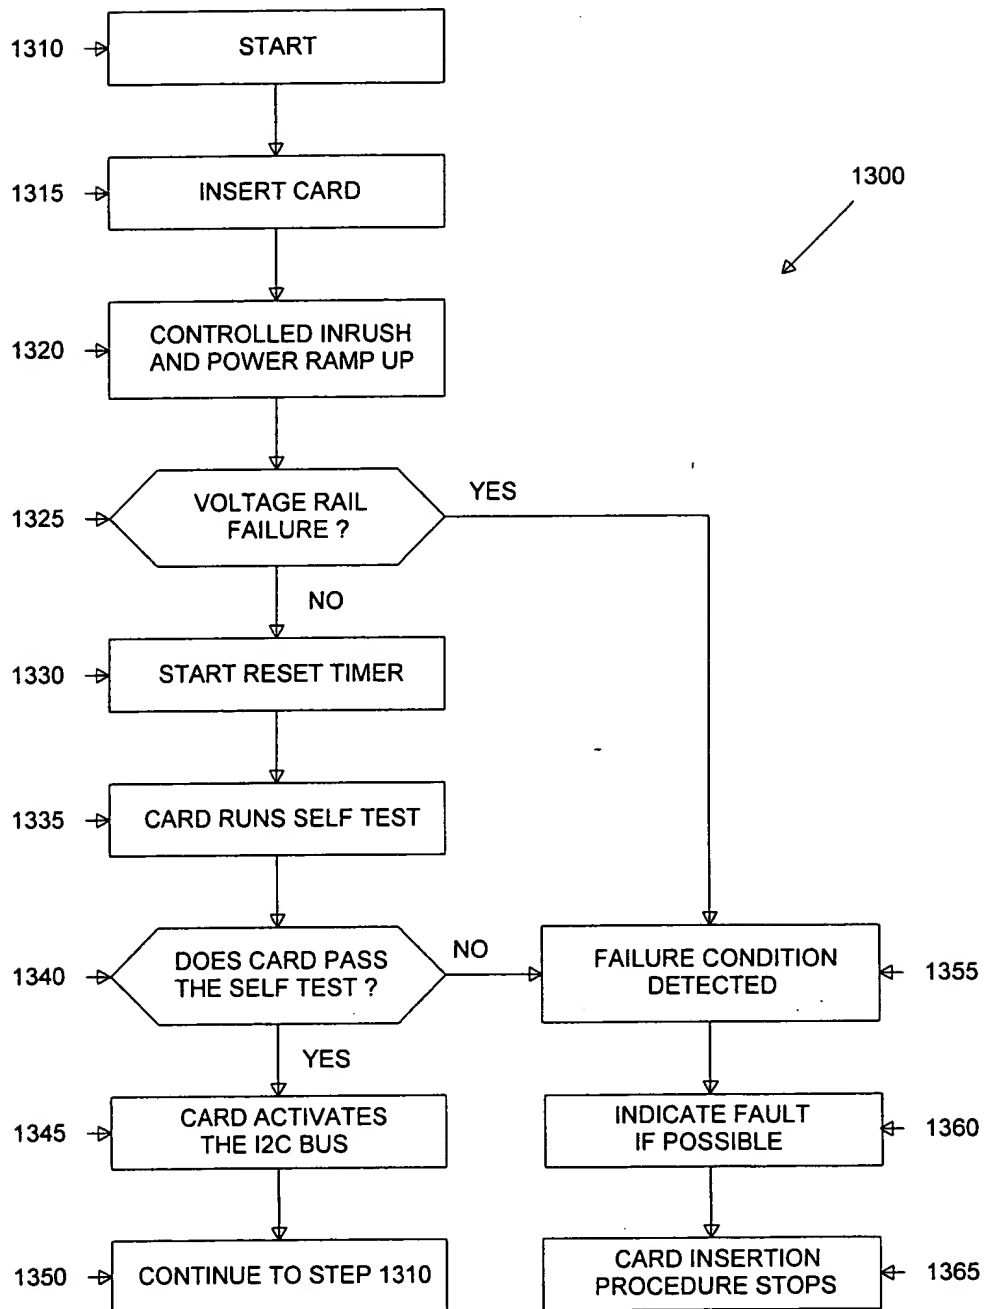 1310
START
1315
INSERT CARD
1300
1320
CONTROLLED INRUSH
AND POWER RAMP UP
1325
VOLTAGE RAIL
FAILURE ?
YES
NO
1330
START RESET TIMER
1335
CARD RUNS SELF TEST
1340
DOES CARD PASS
THE SELF TEST ?
NO
FAILURE CONDITION
DETECTED
1355
YES
1345
CARD ACTIVATES
THE I2C BUS
INDICATE FAULT
IF POSSIBLE
1360
1350
CONTINUE TO STEP 1310
CARD INSERTION
PROCEDURE STOPS
1365